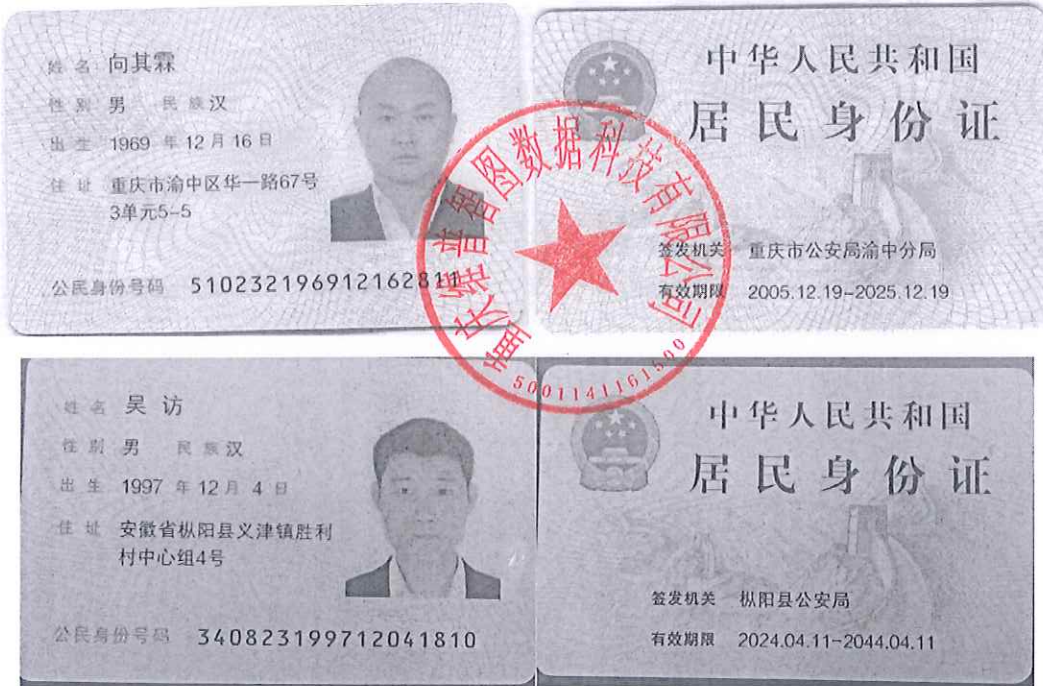 姓名 向其霖
性别 男 民族 汉
出生 1969 年 12 月 16 日
住址 重庆市渝中区华一路67号
3单元5-5
公民身份号码 510232196912162811
中华人民共和国
居民身份证
签发机关 重庆市公安局渝中分局
有效期限 2005.12.19-2025.12.19
重庆维普智图数据科技有限公司
姓名 吴访
性别 男 民族 汉
出生 1997 年 12 月 4 日
住址 安徽省枞阳县义津镇胜利
村中心组4号
公民身份号码 340823199712041810
中华人民共和国
居民身份证
签发机关 枞阳县公安局
有效期限 2024.04.11-2044.04.11